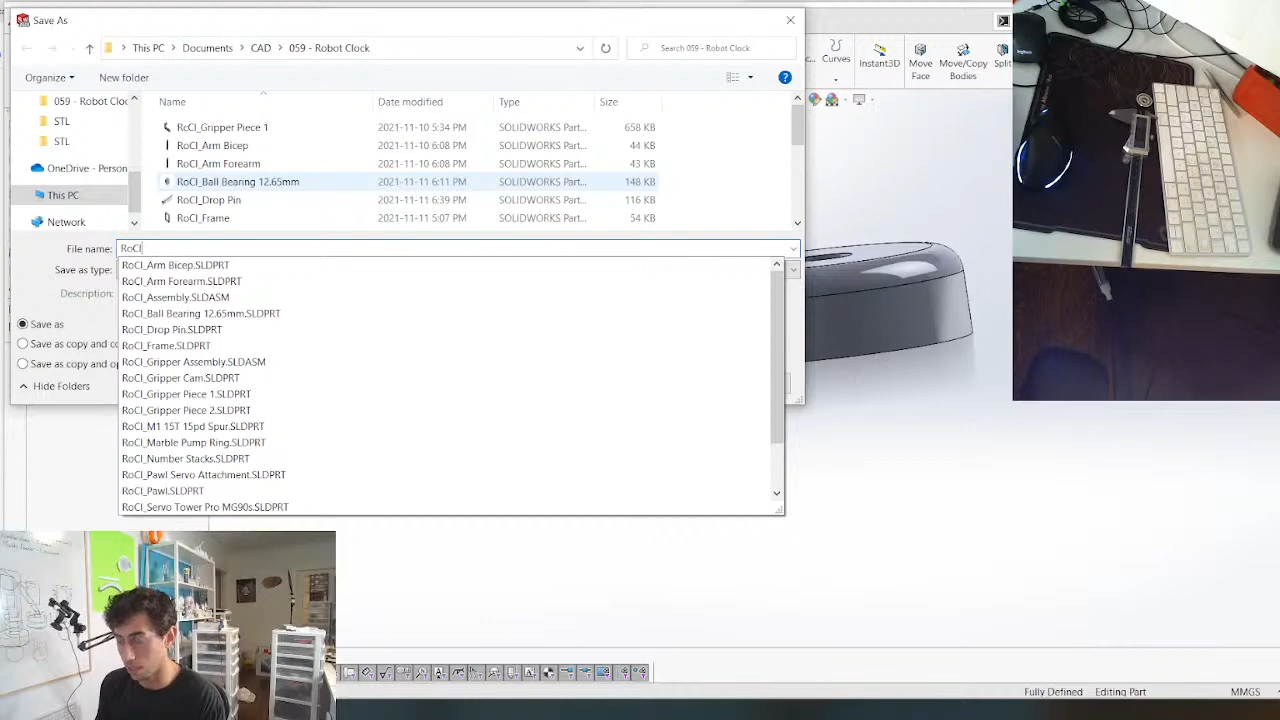 Save As
This PC
Documents
CAD
059 - Robot Clock
Search 059 - Robot Clock
Organize
New folder
059 - Robot Cloc
STL
STL
OneDrive - Person
This PC
Network
Name
Date modified
Type
Size
RoCl_Gripper Piece 1
2021-11-10 5:34 PM
SOLIDWORKS Part...
658 KB
RoCl_Arm Bicep
2021-11-10 6:08 PM
SOLIDWORKS Part...
44 KB
RoCl_Arm Forearm
2021-11-10 6:08 PM
SOLIDWORKS Part...
43 KB
RoCl_Ball Bearing 12.65mm
2021-11-11 6:11 PM
SOLIDWORKS Part...
148 KB
RoCl_Drop Pin
2021-11-11 6:39 PM
SOLIDWORKS Part...
116 KB
RoCl_Frame
2021-11-11 5:07 PM
SOLIDWORKS Part...
54 KB
File name:
RoCl
Save as type:
Description:
Save as
Save as copy and co
Save as copy and op
Hide Folders
RoCl_Arm Bicep.SLDPRT
RoCl_Arm Forearm.SLDPRT
RoCl_Assembly.SLDASM
RoCl_Ball Bearing 12.65mm.SLDPRT
RoCl_Drop Pin.SLDPRT
RoCl_Frame.SLDPRT
RoCl_Gripper Assembly.SLDASM
RoCl_Gripper Cam.SLDPRT
RoCl_Gripper Piece 1.SLDPRT
RoCl_Gripper Piece 2.SLDPRT
RoCl_M1 15T 15pd Spur.SLDPRT
RoCl_Marble Pump Ring.SLDPRT
RoCl_Number Stacks.SLDPRT
RoCl_Pawl Servo Attachment.SLDPRT
RoCl_Pawl.SLDPRT
RoCl_Servo Tower Pro MG90s.SLDPRT
Curves
Instant3D
Move Face
Move/Copy Bodies
Split
Fully Defined
Editing Part
MMGS